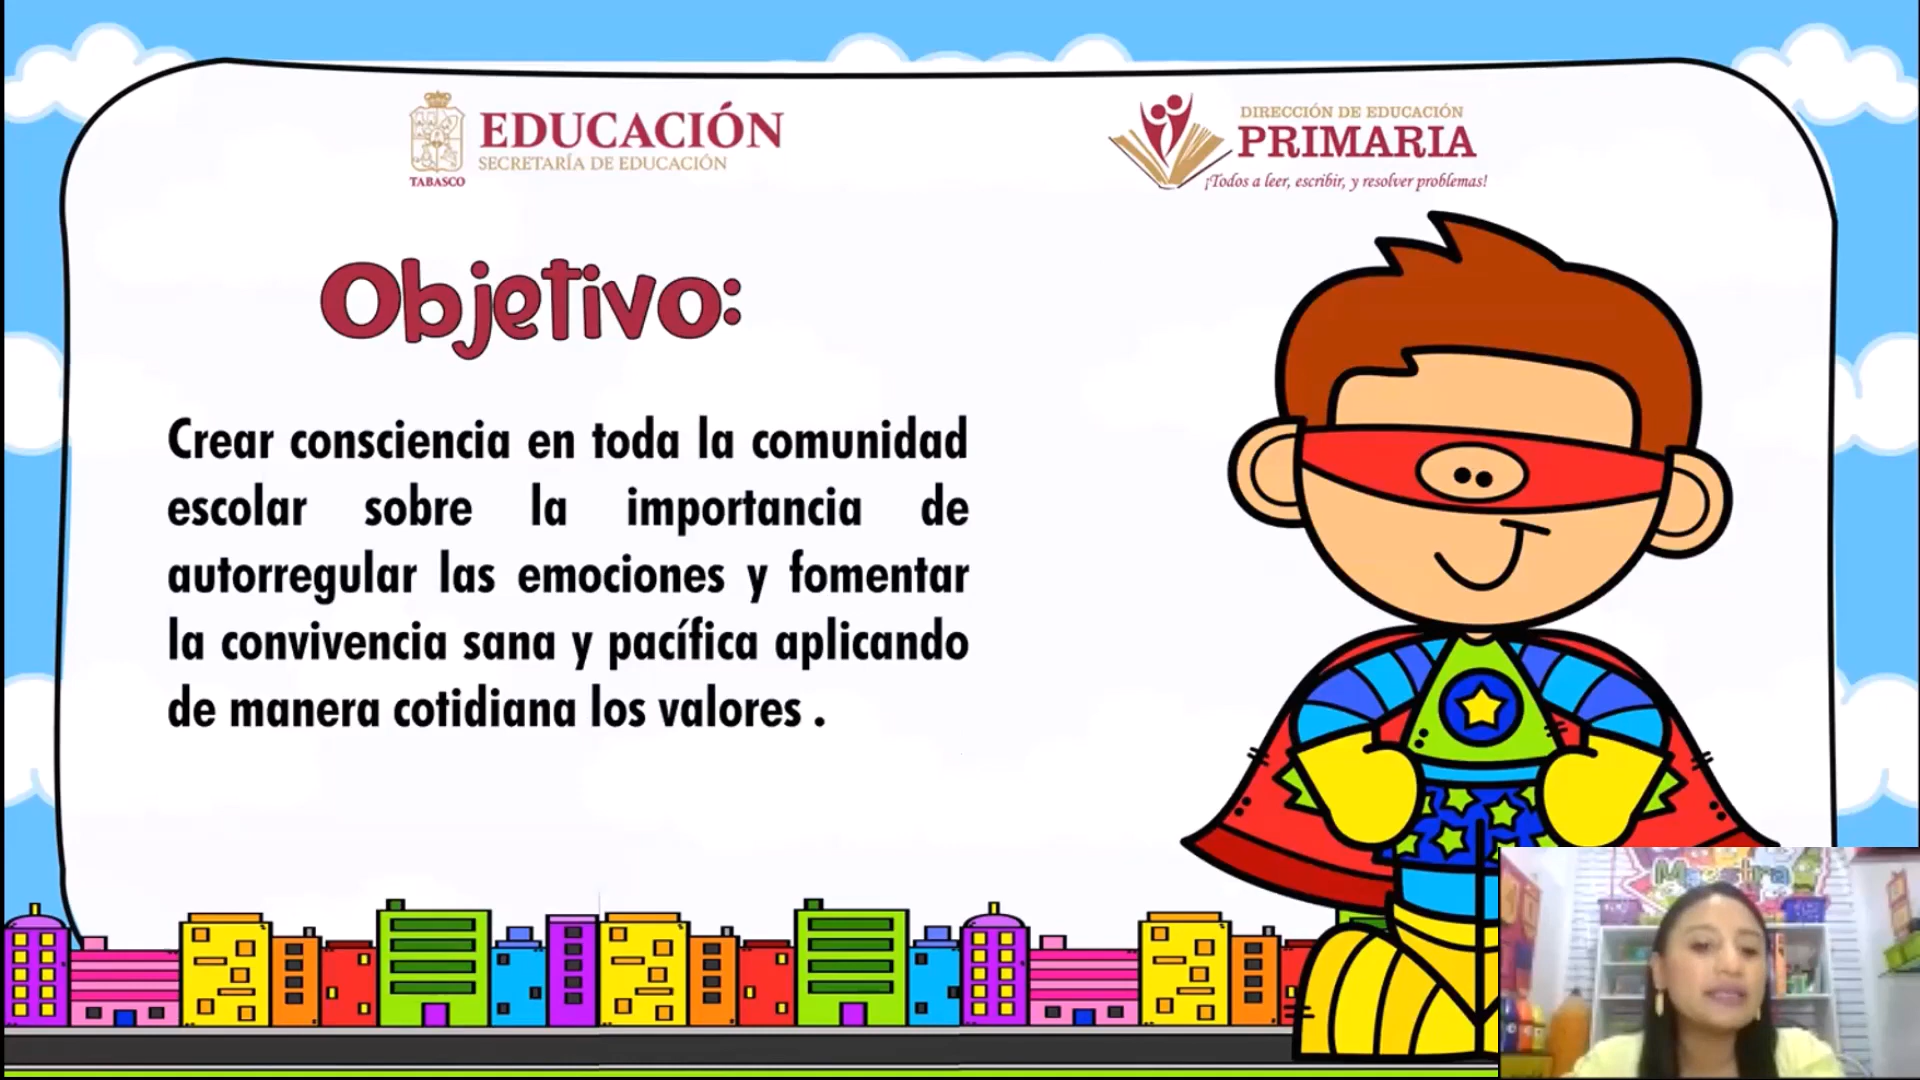 EDUCACIÓN
SECRETARÍA DE EDUCACIÓN
TABASCO
DIRECCIÓN DE EDUCACIÓN
PRIMARIA
¡Todos a leer, escribir, y resolver problemas!
Objetivo:
Crear consciencia en toda la comunidad
escolar sobre la importancia de
autorregular las emociones y fomentar
la convivencia sana y pacífica aplicando
de manera cotidiana los valores .
Maestra